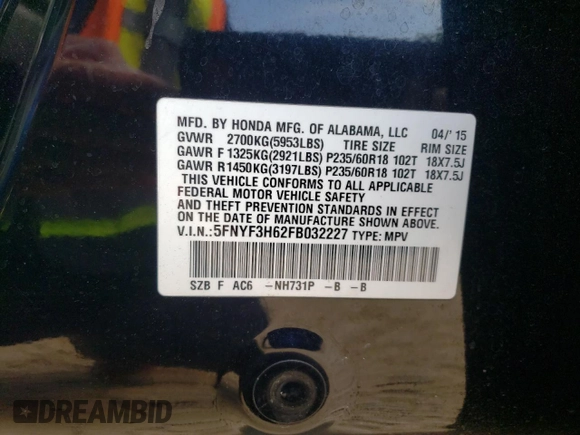 MFD. BY HONDA MFG. OF ALABAMA, LLC 04/'15
GVWR 2700KG(5953LBS) TIRE SIZE RIM SIZE
GAWR F 1325KG(2921LBS) P235/60R18 102T 18X7.5J
GAWR R1450KG(3197LBS) P235/60R18 102T 18X7.5J
THIS VEHICLE CONFORMS TO ALL APPLICABLE
FEDERAL MOTOR VEHICLE SAFETY
AND THEFT PREVENTION STANDARDS IN EFFECT
ON THE DATE OF MANUFACTURE SHOWN ABOVE.
V.I.N.:5FNYF3H62FB032227 TYPE: MPV
SZB F AC6 -NH731P -B -B
DREAMBID